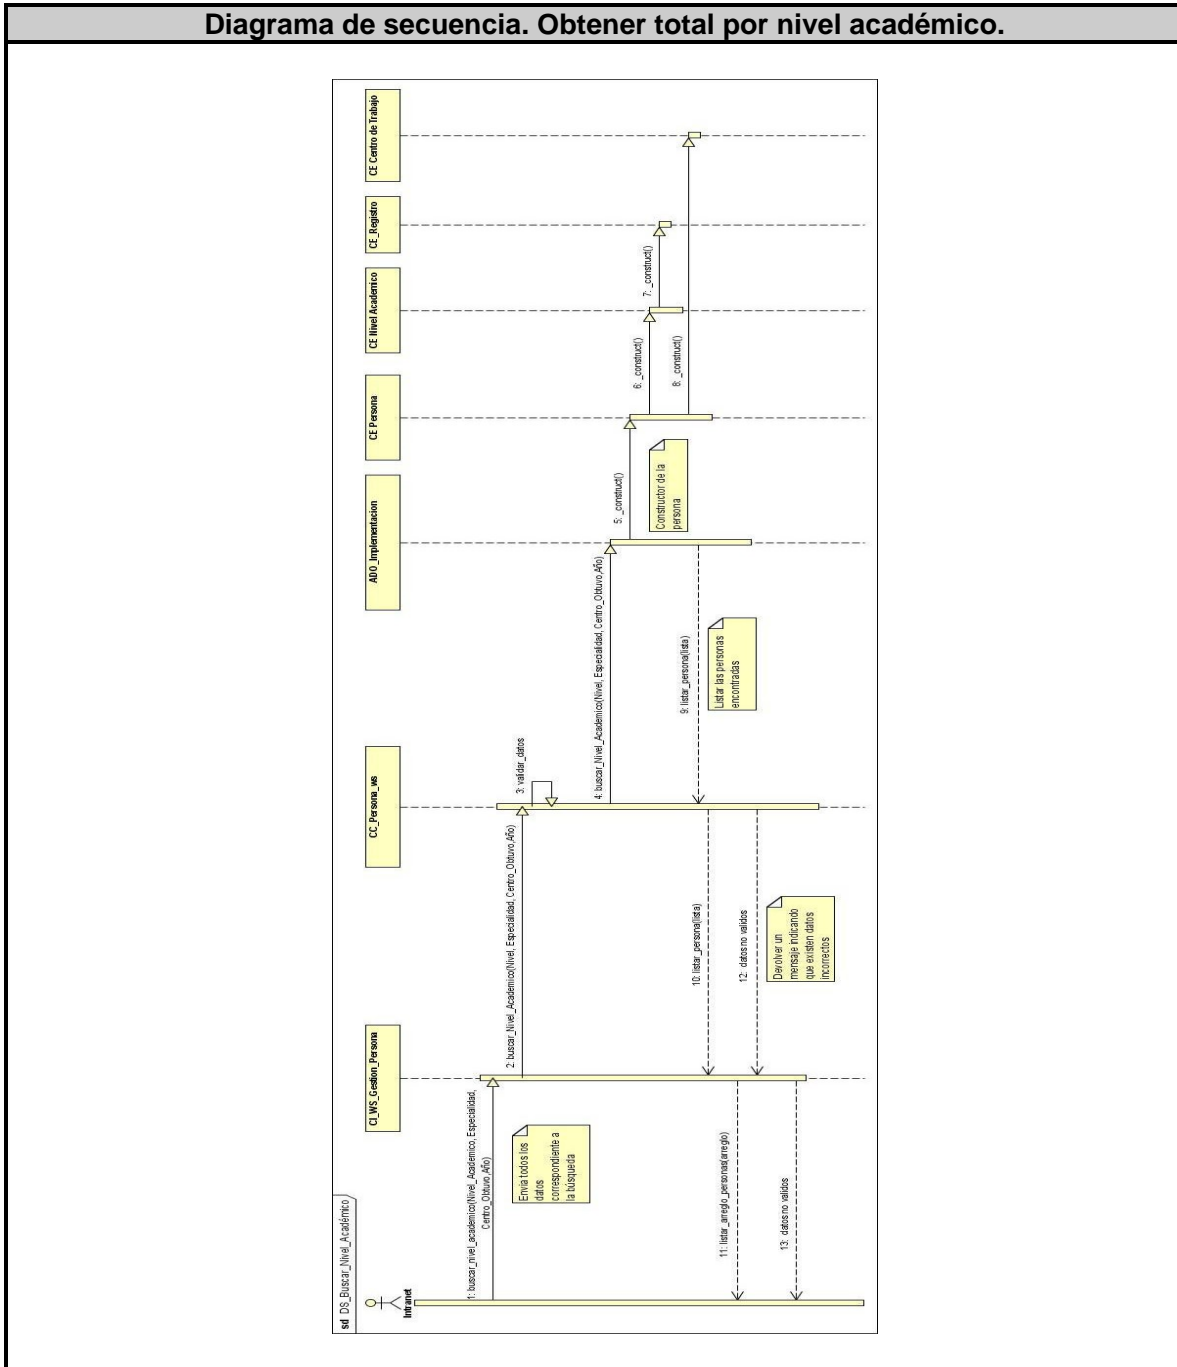 Diagrama de secuencia. Obtener total por nivel académico.
sd DS_Buscar_Nivel_Académico
Intranet
CI_WS_Gestion_Persona
CC_Persona_ws
ADO_Implementacion
CE Persona
CE Nivel Academico
CE_Registro
CE Centro de Trabajo
1: buscar_nivel_academico(Nivel_Academico, Especialidad,
Centro_Obtuvo,Año)
Envia todos los
datos
correspondiente a
la búsqueda
2: buscar_Nivel_Academico(Nivel, Especialidad, Centro_Obtuvo,Año)
3: validar_datos
4: buscar_Nivel_Academico(Nivel, Especialidad, Centro_Obtuvo,Año)
5: _construct()
Constructor de la
persona
6: _construct()
7: _construct()
8: _construct()
9: listar_persona(lista)
Listar las personas
encontradas
10: listar_persona(lista)
11: listar_arreglo_personas(arreglo)
12: datos no validos
Devolver un
mensaje indicando
que existen datos
incorrectos
13: datos no validos